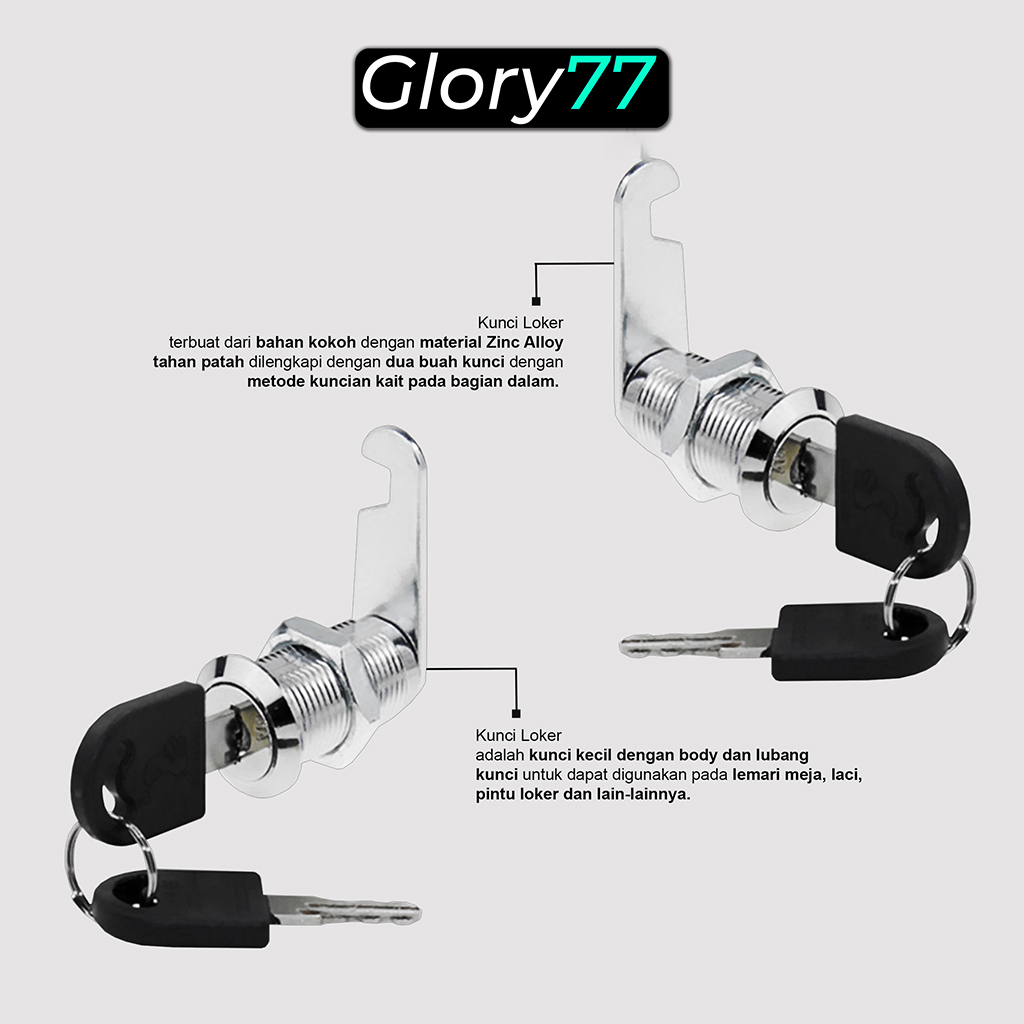 Glory77
Kunci Loker
terbuat dari bahan kokoh dengan material Zinc Alloy
tahan patah dilengkapi dengan dua buah kunci dengan
metode kuncian kait pada bagian dalam.
Kunci Loker
adalah kunci kecil dengan body dan lubang
kunci untuk dapat digunakan pada lemari meja, laci,
pintu loker dan lain-lainnya.